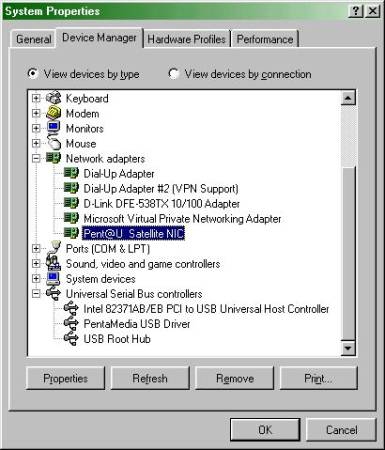 System Properties
General Device Manager Hardware Profiles Performance
View devices by type View devices by connection
Keyboard
Modem
Monitors
Mouse
Network adapters
Dial-Up Adapter
Dial-Up Adapter #2 (VPN Support)
D-Link DFE-538TX 10/100 Adapter
Microsoft Virtual Private Networking Adapter
Pent@U Satellite NIC
Ports (COM & LPT)
Sound, video and game controllers
System devices
Universal Serial Bus controllers
Intel 82371AB/EB PCI to USB Universal Host Controller
PentaMedia USB Driver
USB Root Hub
Properties Refresh Remove Print...
OK Cancel